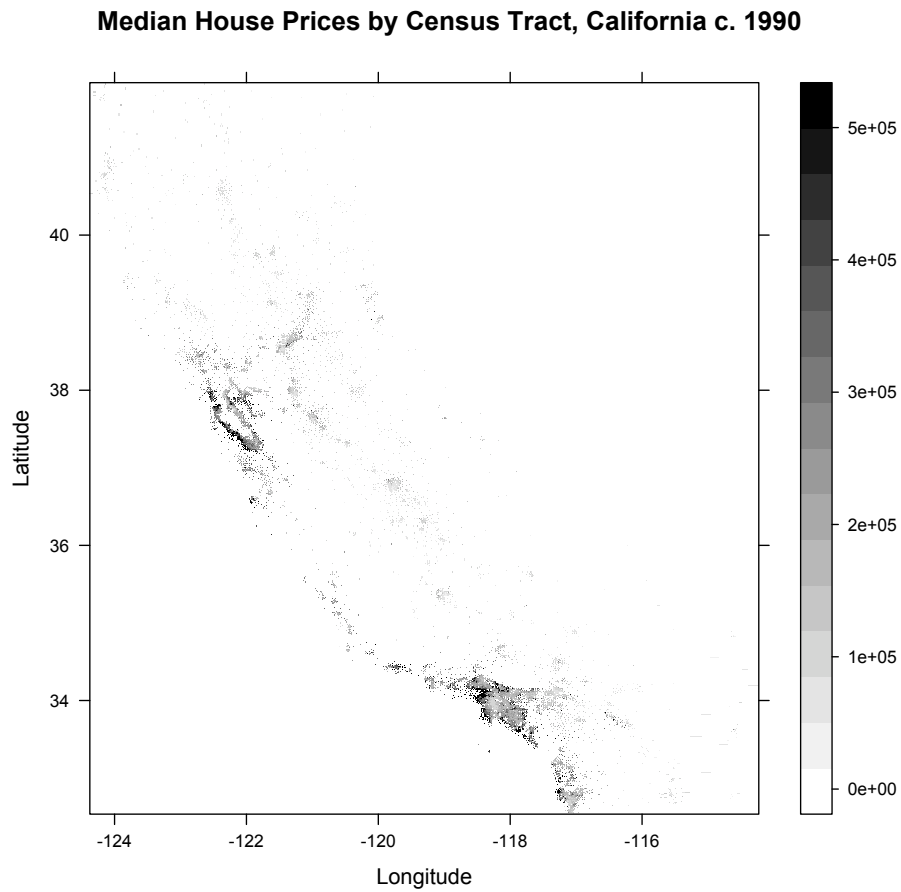 Median House Prices by Census Tract, California c. 1990
5e+05
4e+05
3e+05
2e+05
1e+05
0e+00
40
38
36
34
Latitude
-124 -122 -120 -118 -116
Longitude